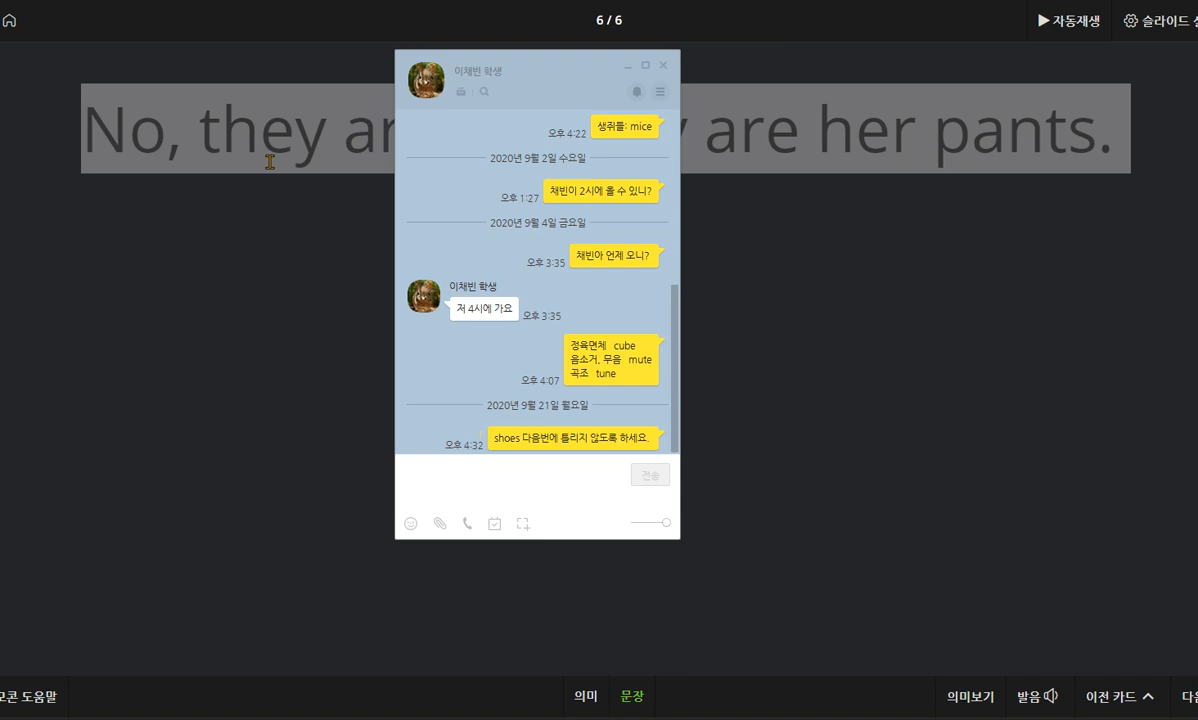 6 / 6
자동재생
슬라이드
No, they ar
y are her pants.
이채빈 학생
생쥐들: mice
오후 4:22
2020년 9월 2일 수요일
채빈이 2시에 올 수 있니?
오후 1:27
2020년 9월 4일 금요일
채빈아 언제 오니?
오후 3:35
이채빈 학생
저 4시에 가요
오후 3:35
정육면체 cube
음소거, 무음 mute
곡조 tune
오후 4:07
2020년 9월 21일 월요일
shoes 다음번에 틀리지 않도록 하세요.
오후 4:32
전송
도움말
의미
문장
의미보기
발음
이전 카드